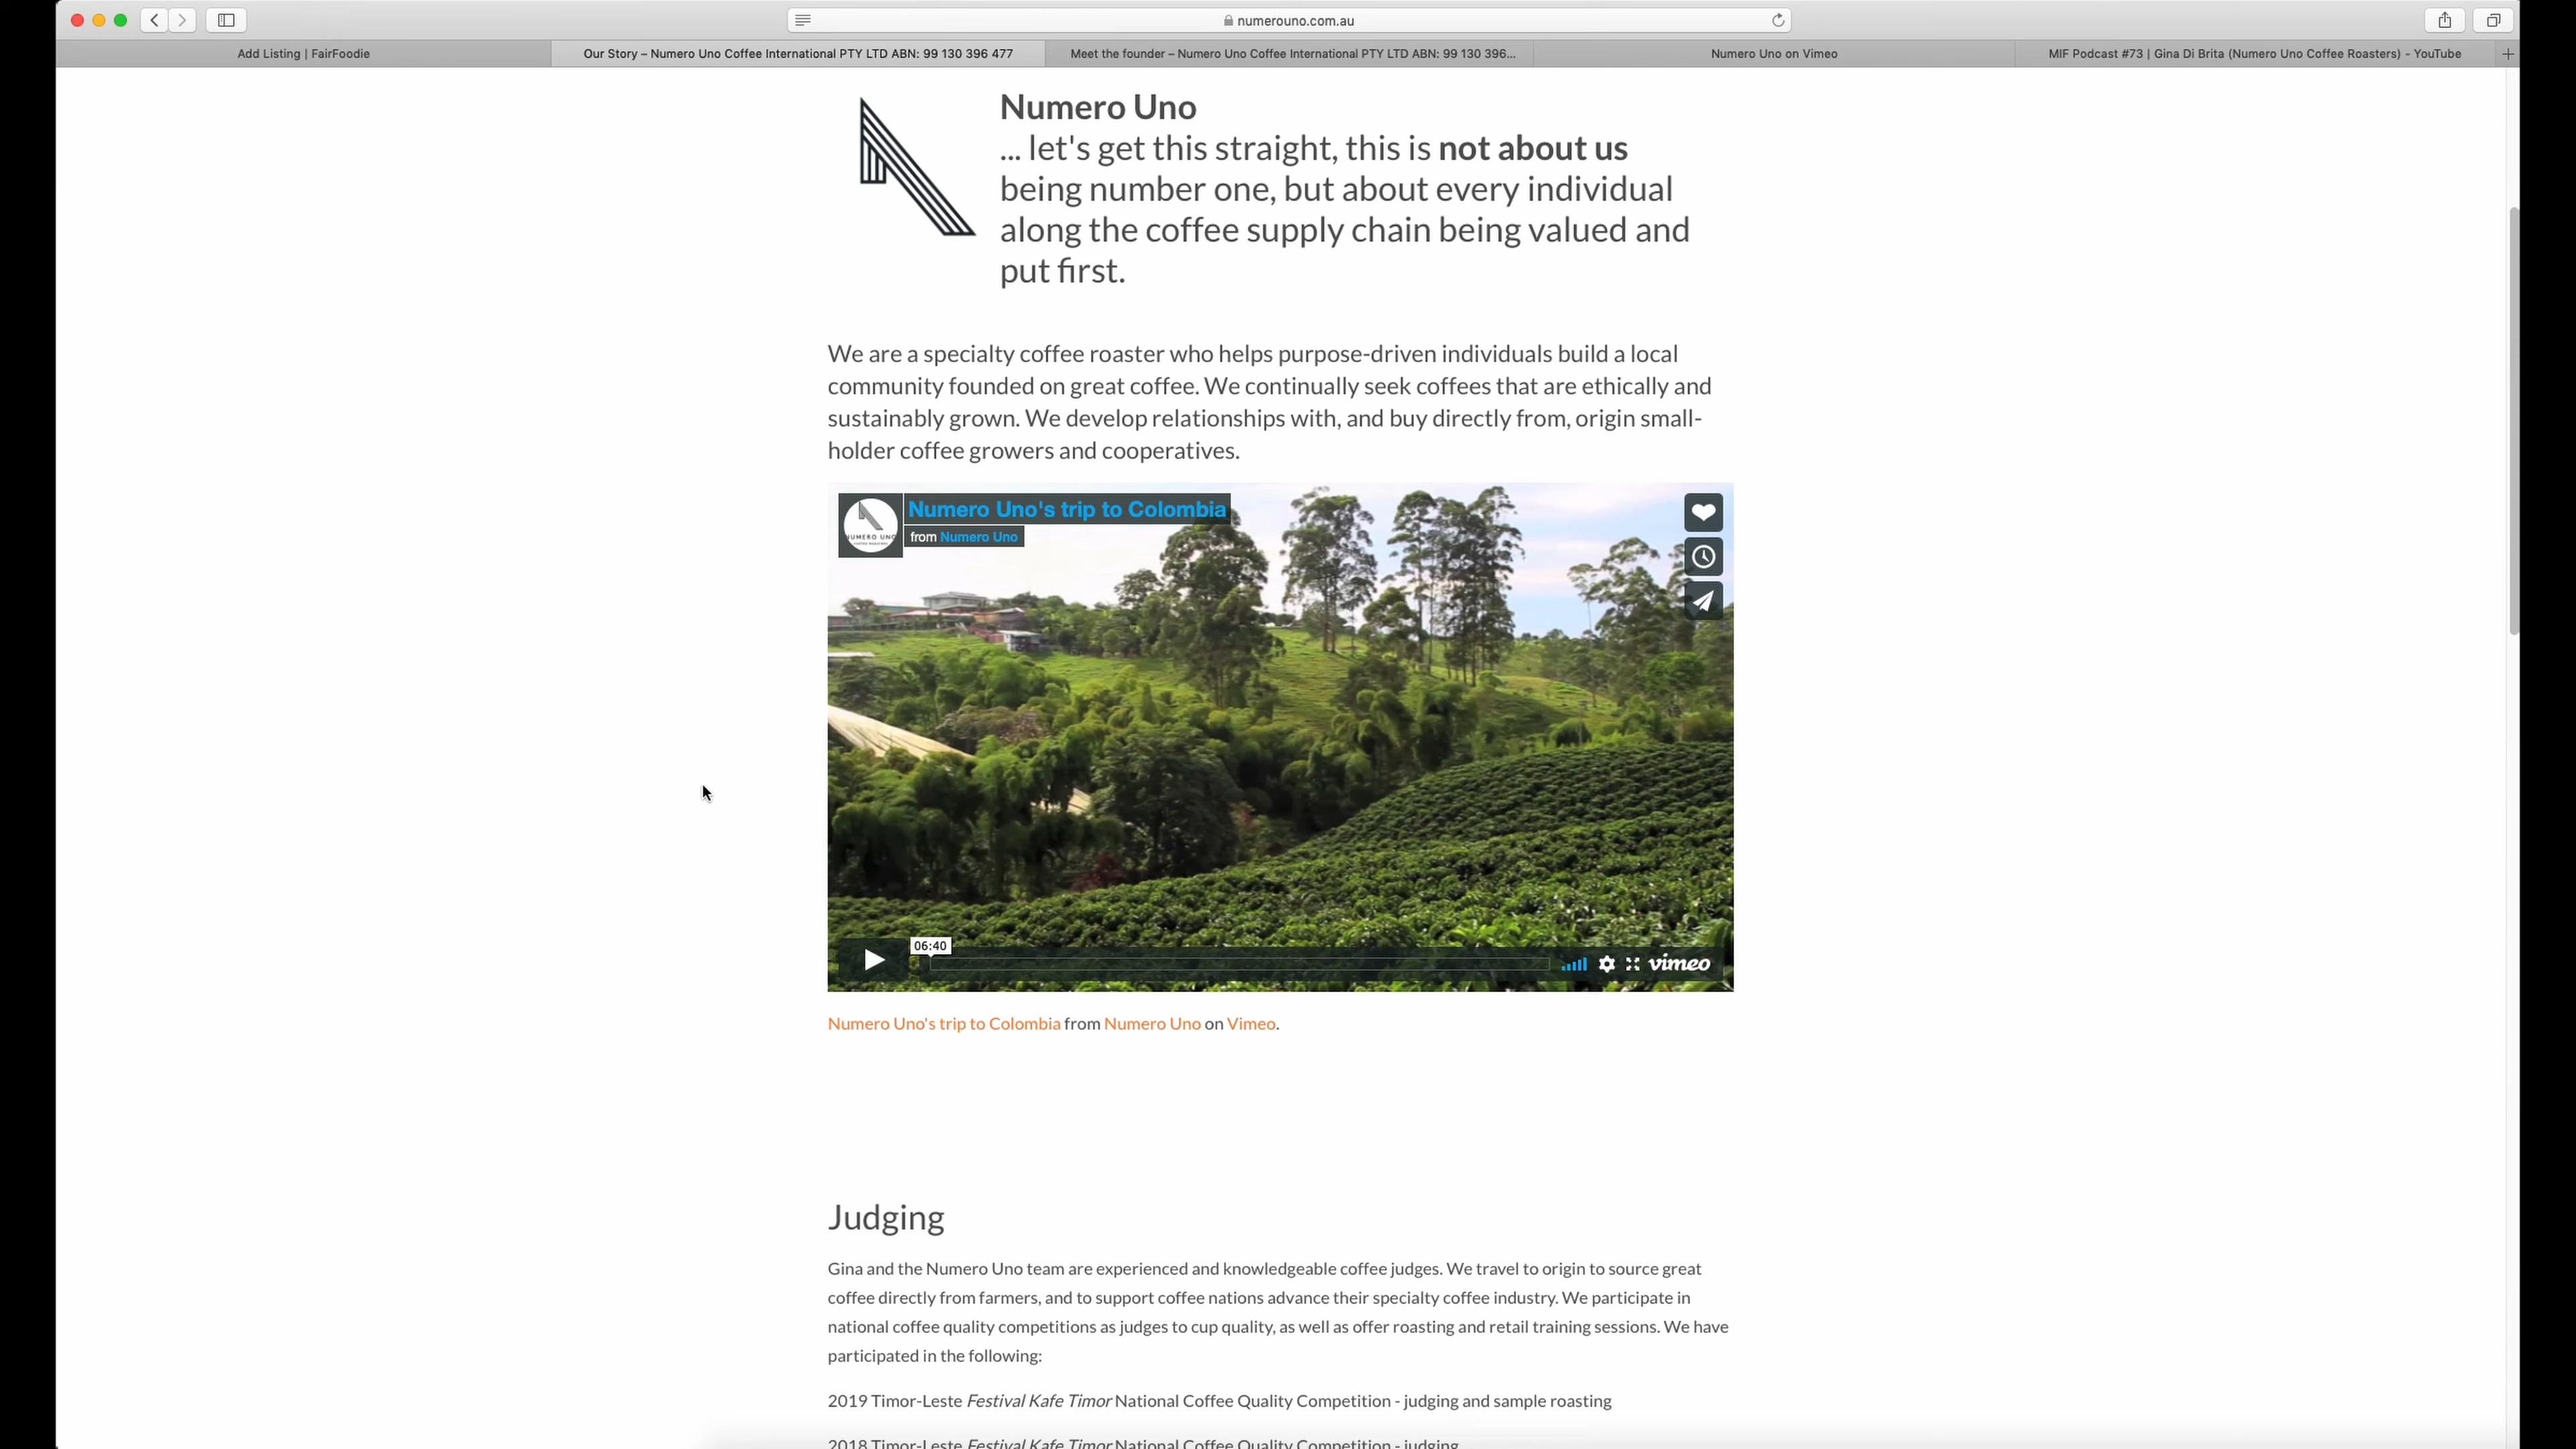 numerouno.com.au
Add Listing | FairFoodie
Our Story – Numero Uno Coffee International PTY LTD ABN: 99 130 396 477
Meet the founder – Numero Uno Coffee International PTY LTD ABN: 99 130 396...
Numero Uno on Vimeo
MIF Podcast #73 | Gina Di Brita (Numero Uno Coffee Roasters) - YouTube
Numero Uno
... let's get this straight, this is not about us
being number one, but about every individual
along the coffee supply chain being valued and
put first.
We are a specialty coffee roaster who helps purpose-driven individuals build a local
community founded on great coffee. We continually seek coffees that are ethically and
sustainably grown. We develop relationships with, and buy directly from, origin small-
holder coffee growers and cooperatives.
NUMERO UNO
Numero Uno's trip to Colombia
from Numero Uno
06:40
vimeo
Numero Uno's trip to Colombia from Numero Uno on Vimeo.
Judging
Gina and the Numero Uno team are experienced and knowledgeable coffee judges. We travel to origin to source great
coffee directly from farmers, and to support coffee nations advance their specialty coffee industry. We participate in
national coffee quality competitions as judges to cup quality, as well as offer roasting and retail training sessions. We have
participated in the following:
2019 Timor-Leste Festival Kafe Timor National Coffee Quality Competition - judging and sample roasting
2018 Timor-Leste Festival Kafe Timor National Coffee Quality Competition - judging